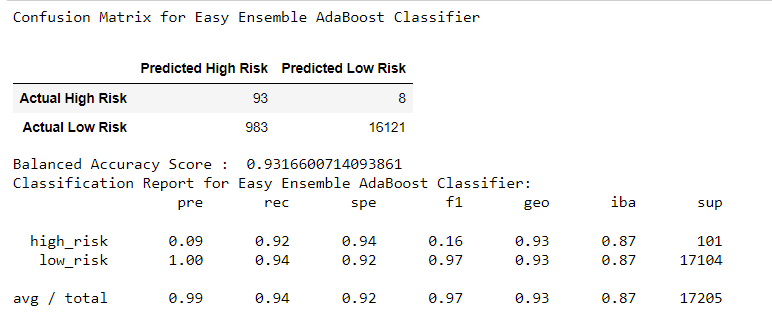 Confusion Matrix for Easy Ensemble AdaBoost Classifier
Predicted High Risk Predicted Low Risk
Actual High Risk 93 8
Actual Low Risk 983 16121
Balanced Accuracy Score : 0.9316600714093861
Classification Report for Easy Ensemble AdaBoost Classifier:
pre rec spe f1 geo iba sup
high_risk 0.09 0.92 0.94 0.16 0.93 0.87 101
low_risk 1.00 0.94 0.92 0.97 0.93 0.87 17104
avg / total 0.99 0.94 0.92 0.97 0.93 0.87 17205